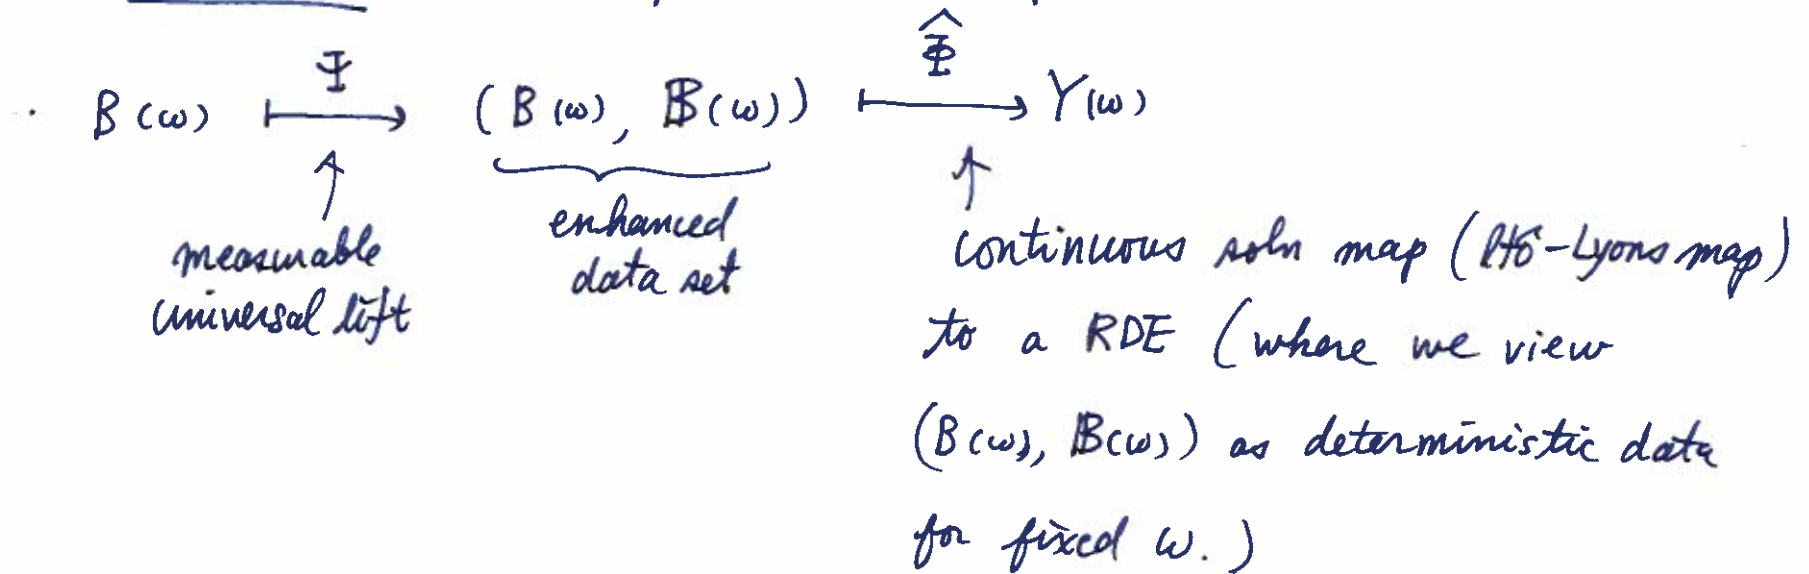 Ψ Φ̂
· B(ω) ⟼ (B(ω), 𝔹(ω)) ⟼ Y(ω)
↑ ↑
measurable enhanced continuous soln map (Itô-Lyons map)
universal lift data set to a RDE (where we view
(B(ω), 𝔹(ω)) as deterministic data
for fixed ω.)